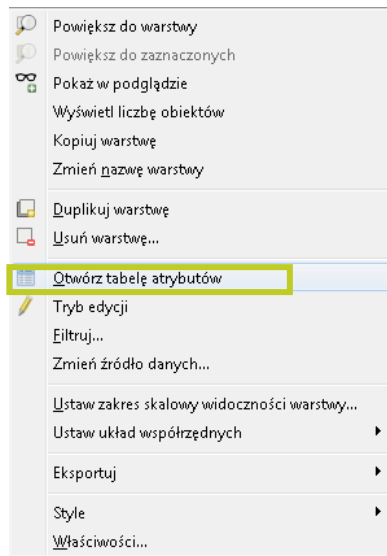 Powiększ do warstwy
Powiększ do zaznaczonych
Pokaż w podglądzie
Wyświetl liczbę obiektów
Kopiuj warstwę
Zmień nazwę warstwy
Duplikuj warstwę
Usuń warstwę...
Otwórz tabelę atrybutów
Tryb edycji
Filtruj...
Zmień źródło danych...
Ustaw zakres skalowy widoczności warstwy...
Ustaw układ współrzędnych
Eksportuj
Style
Właściwości...